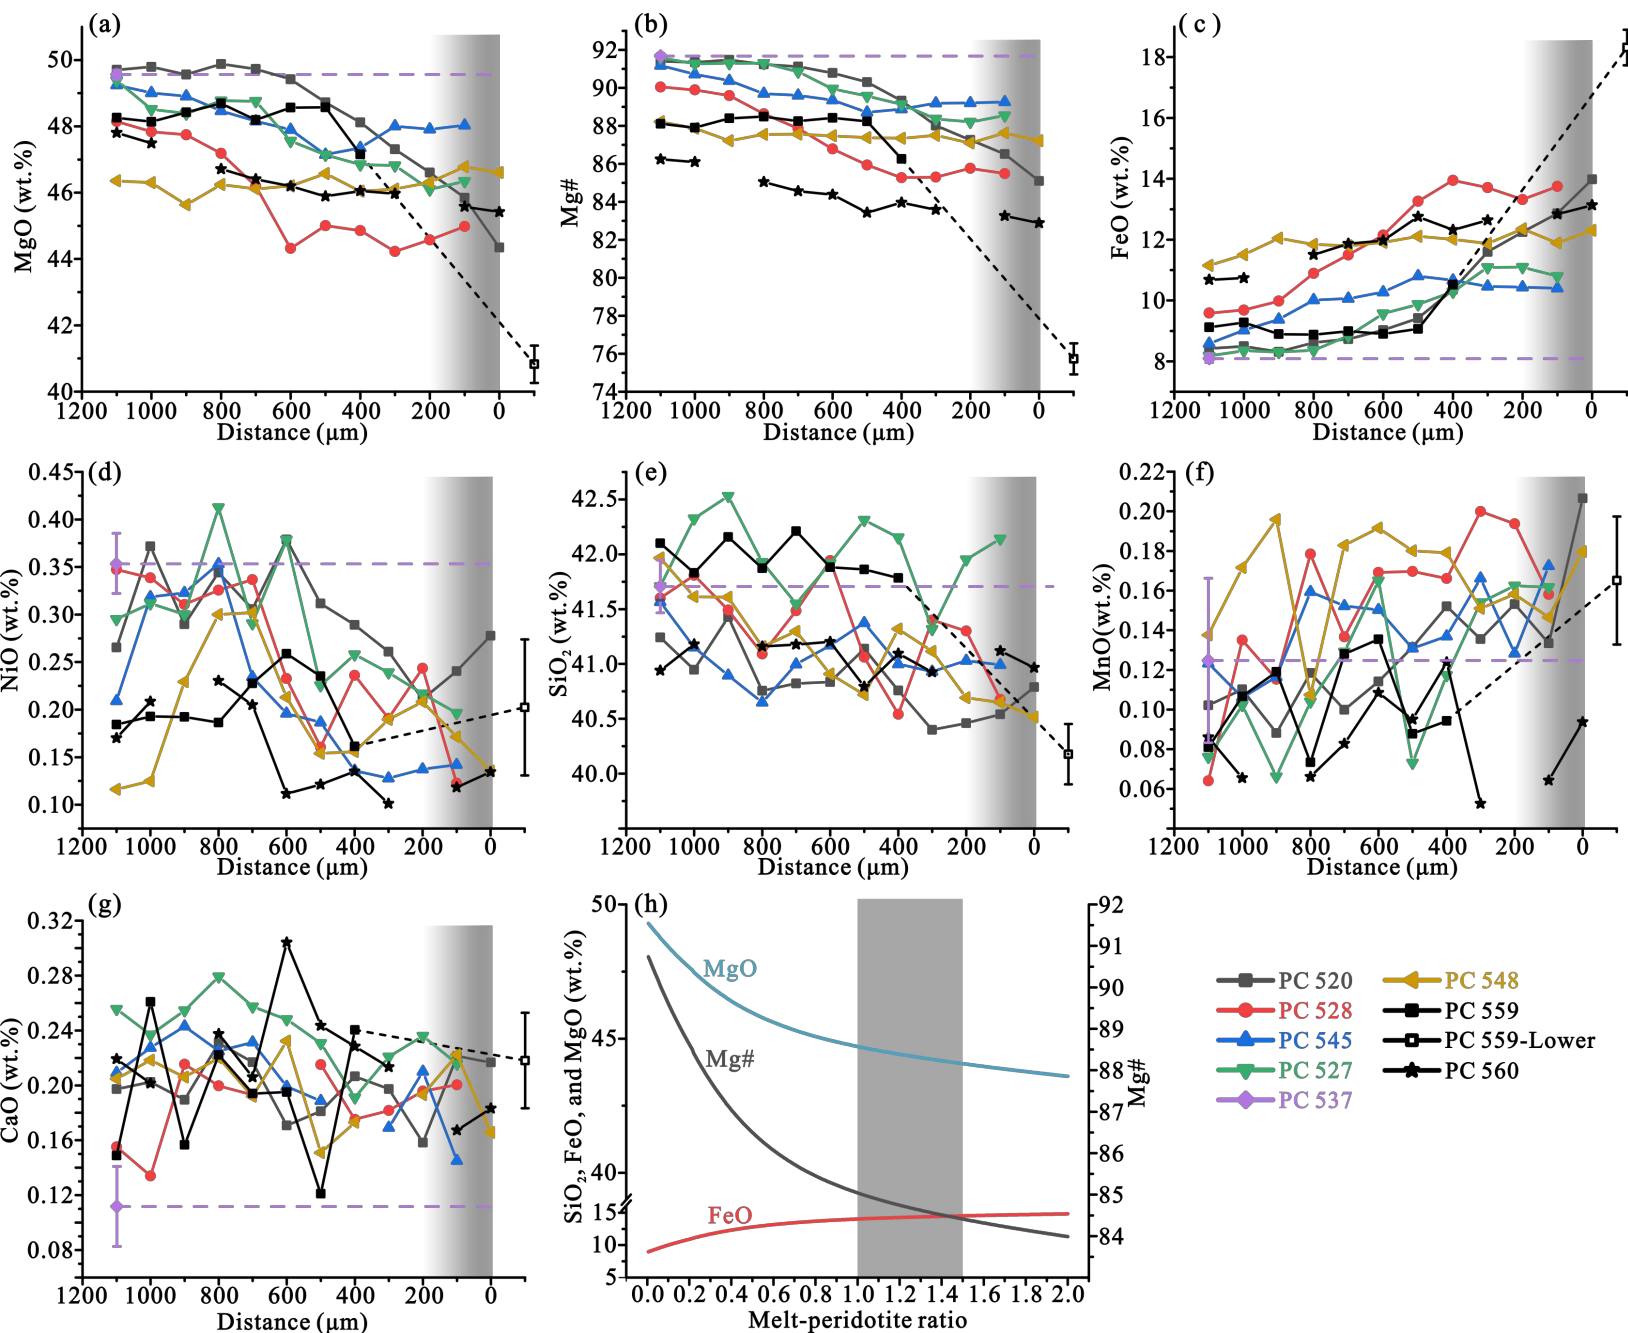 (a)
50
48
46
44
42
40
MgO (wt.%)
1200 1000 800 600 400 200 0
Distance (μm)
(b)
92
90
88
86
84
82
80
78
76
74
Mg#
1200 1000 800 600 400 200 0
Distance (μm)
( c )
18
16
14
12
10
8
FeO (wt.%)
1200 1000 800 600 400 200 0
Distance (μm)
(d)
0.45
0.40
0.35
0.30
0.25
0.20
0.15
0.10
NiO (wt.%)
1200 1000 800 600 400 200 0
Distance (μm)
(e)
42.5
42.0
41.5
41.0
40.5
40.0
SiO₂ (wt.%)
1200 1000 800 600 400 200 0
Distance (μm)
(f)
0.22
0.20
0.18
0.16
0.14
0.12
0.10
0.08
0.06
MnO(wt.%)
1200 1000 800 600 400 200 0
Distance (μm)
(g)
0.32
0.28
0.24
0.20
0.16
0.12
0.08
CaO (wt.%)
1200 1000 800 600 400 200 0
Distance (μm)
(h)
50
45
40
15
10
5
SiO₂, FeO, and MgO (wt.%)
MgO
Mg#
FeO
92
91
90
89
88
87
86
85
84
Mg#
0.0 0.2 0.4 0.6 0.8 1.0 1.2 1.4 1.6 1.8 2.0
Melt-peridotite ratio
PC 520
PC 528
PC 545
PC 527
PC 537
PC 548
PC 559
PC 559-Lower
PC 560